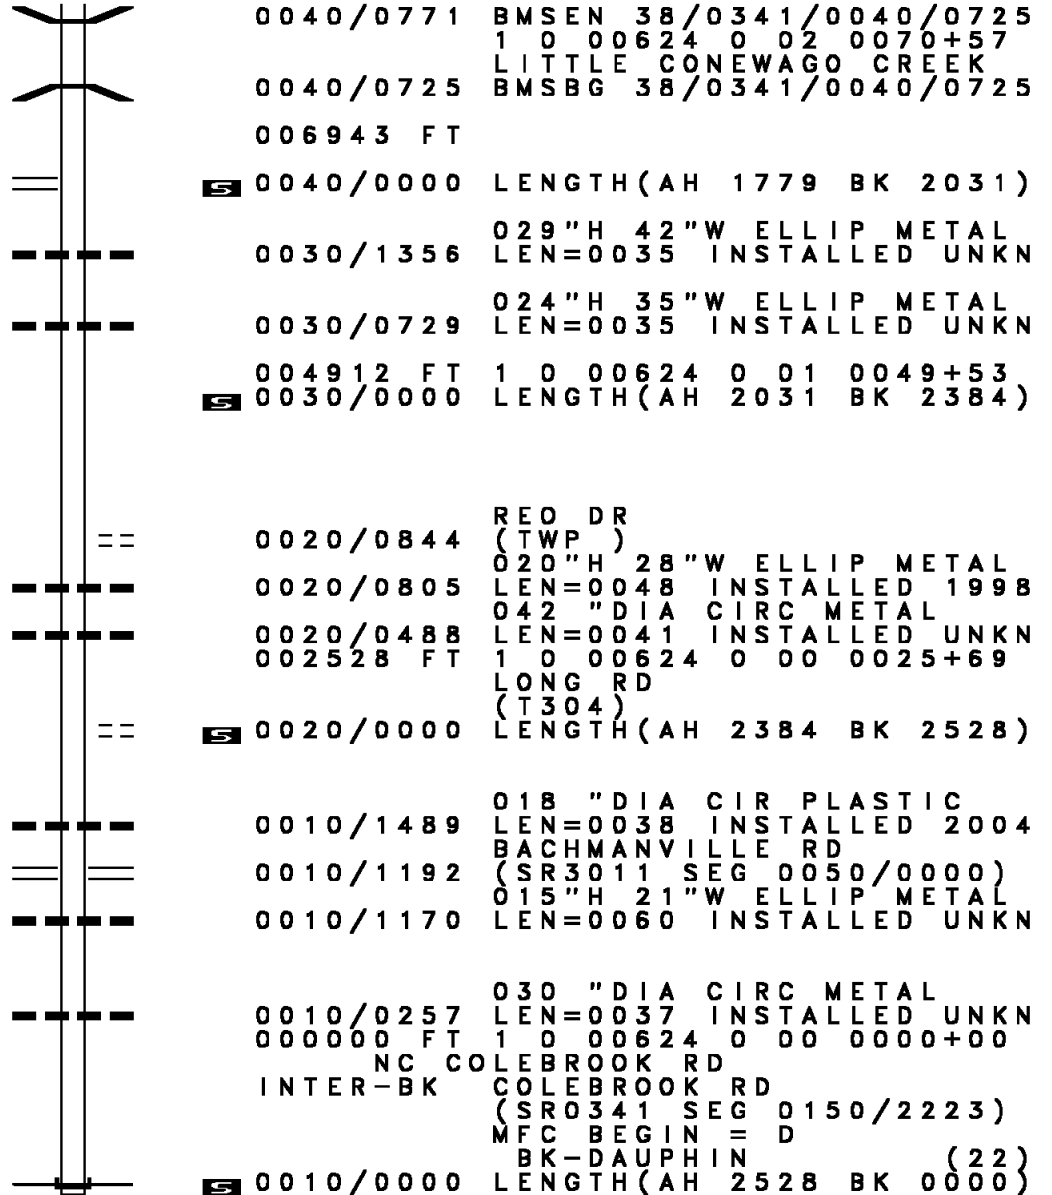 0040/0771 BMSEN 38/0341/0040/0725
1 0 00624 0 02 0070+57
LITTLE CONEWAGO CREEK
0040/0725 BMSBG 38/0341/0040/0725
006943 FT
S 0040/0000 LENGTH(AH 1779 BK 2031)
029"H 42"W ELLIP METAL
0030/1356 LEN=0035 INSTALLED UNKN
024"H 35"W ELLIP METAL
0030/0729 LEN=0035 INSTALLED UNKN
004912 FT 1 0 00624 0 01 0049+53
S 0030/0000 LENGTH(AH 2031 BK 2384)
REO DR
0020/0844 (TWP )
020"H 28"W ELLIP METAL
0020/0805 LEN=0048 INSTALLED 1998
042 "DIA CIRC METAL
0020/0488 LEN=0041 INSTALLED UNKN
002528 FT 1 0 00624 0 00 0025+69
LONG RD
(T304)
S 0020/0000 LENGTH(AH 2384 BK 2528)
018 "DIA CIR PLASTIC
0010/1489 LEN=0038 INSTALLED 2004
BACHMANVILLE RD
0010/1192 (SR3011 SEG 0050/0000)
015"H 21"W ELLIP METAL
0010/1170 LEN=0060 INSTALLED UNKN
030 "DIA CIRC METAL
0010/0257 LEN=0037 INSTALLED UNKN
000000 FT 1 0 00624 0 00 0000+00
NC COLEBROOK RD
INTER-BK COLEBROOK RD
(SR0341 SEG 0150/2223)
MFC BEGIN = D
BK-DAUPHIN (22)
S 0010/0000 LENGTH(AH 2528 BK 0000)